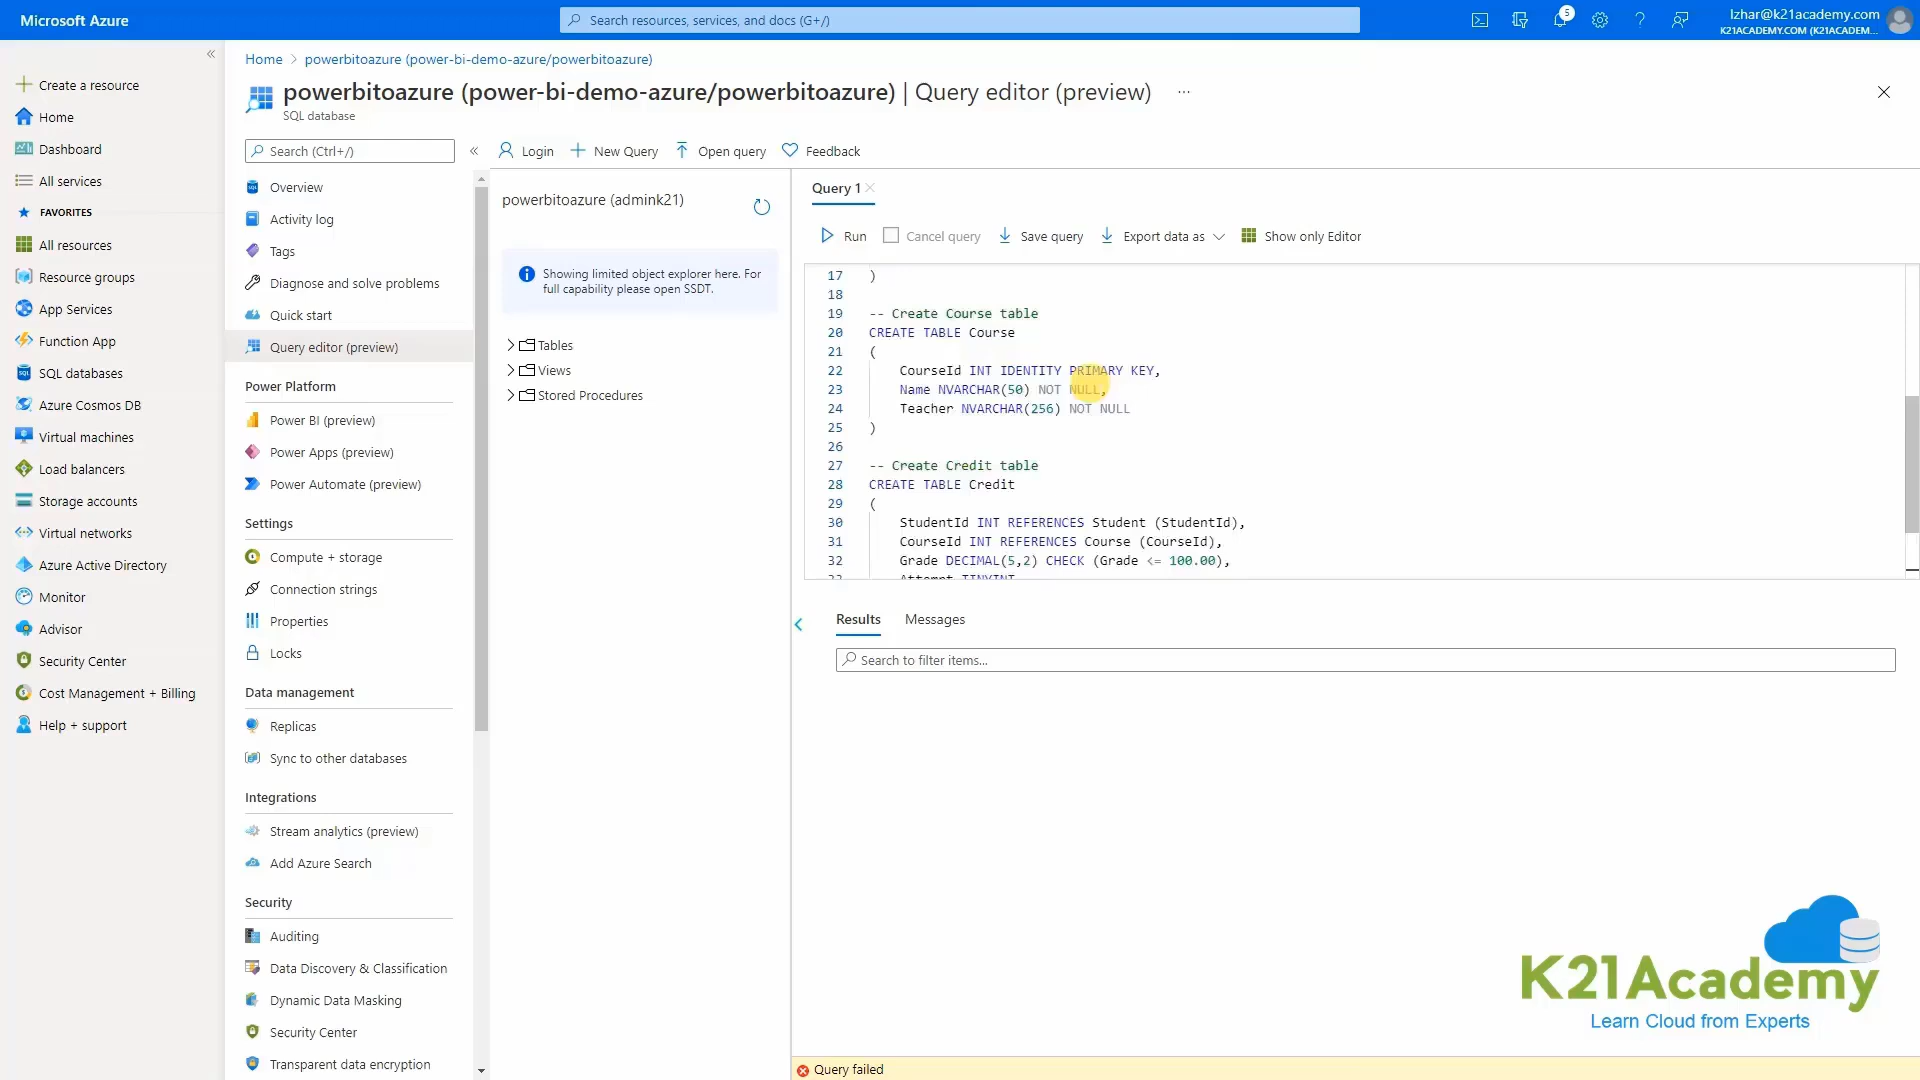 Microsoft Azure
Search resources, services, and docs (G+/)
5
Izhar@k21academy.com
K21ACADEMY.COM (K21ACADEM...
Create a resource
Home
Dashboard
All services
FAVORITES
All resources
Resource groups
App Services
Function App
SQL databases
Azure Cosmos DB
Virtual machines
Load balancers
Storage accounts
Virtual networks
Azure Active Directory
Monitor
Advisor
Security Center
Cost Management + Billing
Help + support
Home > powerbitoazure (power-bi-demo-azure/powerbitoazure)
powerbitoazure (power-bi-demo-azure/powerbitoazure) | Query editor (preview) ...
SQL database
Search (Ctrl+/)
Overview
Activity log
Tags
Diagnose and solve problems
Quick start
Query editor (preview)
Power Platform
Power BI (preview)
Power Apps (preview)
Power Automate (preview)
Settings
Compute + storage
Connection strings
Properties
Locks
Data management
Replicas
Sync to other databases
Integrations
Stream analytics (preview)
Add Azure Search
Security
Auditing
Data Discovery & Classification
Dynamic Data Masking
Security Center
Transparent data encryption
Login
New Query
Open query
Feedback
powerbitoazure (admink21)
Showing limited object explorer here. For
full capability please open SSDT.
Tables
Views
Stored Procedures
Query 1
Run
Cancel query
Save query
Export data as
Show only Editor
17 )
18
19 -- Create Course table
20 CREATE TABLE Course
21 (
22 CourseId INT IDENTITY PRIMARY KEY,
23 Name NVARCHAR(50) NOT NULL,
24 Teacher NVARCHAR(256) NOT NULL
25 )
26
27 -- Create Credit table
28 CREATE TABLE Credit
29 (
30 StudentId INT REFERENCES Student (StudentId),
31 CourseId INT REFERENCES Course (CourseId),
32 Grade DECIMAL(5,2) CHECK (Grade <= 100.00),
33 Attempt TINYINT
Results
Messages
Search to filter items...
K21Academy
Learn Cloud from Experts
Query failed